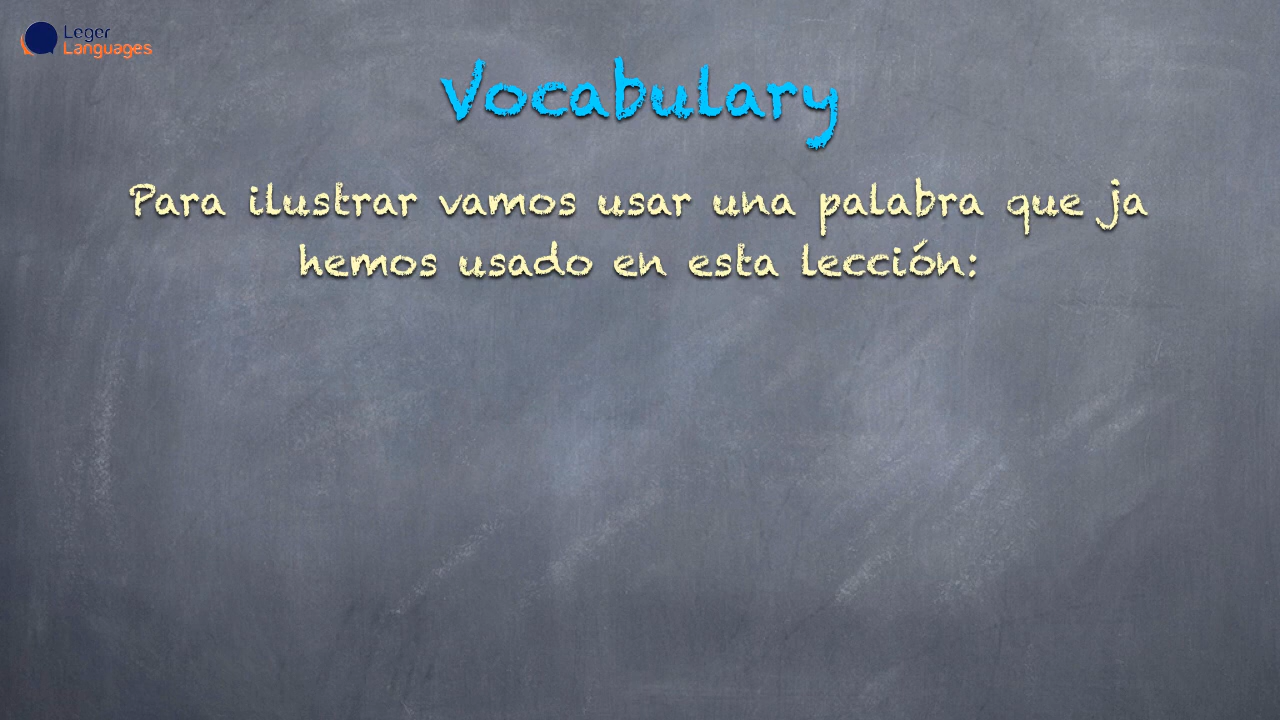 Leger
Languages
Vocabulary
Para ilustrar vamos usar una palabra que ja
hemos usado en esta lección: